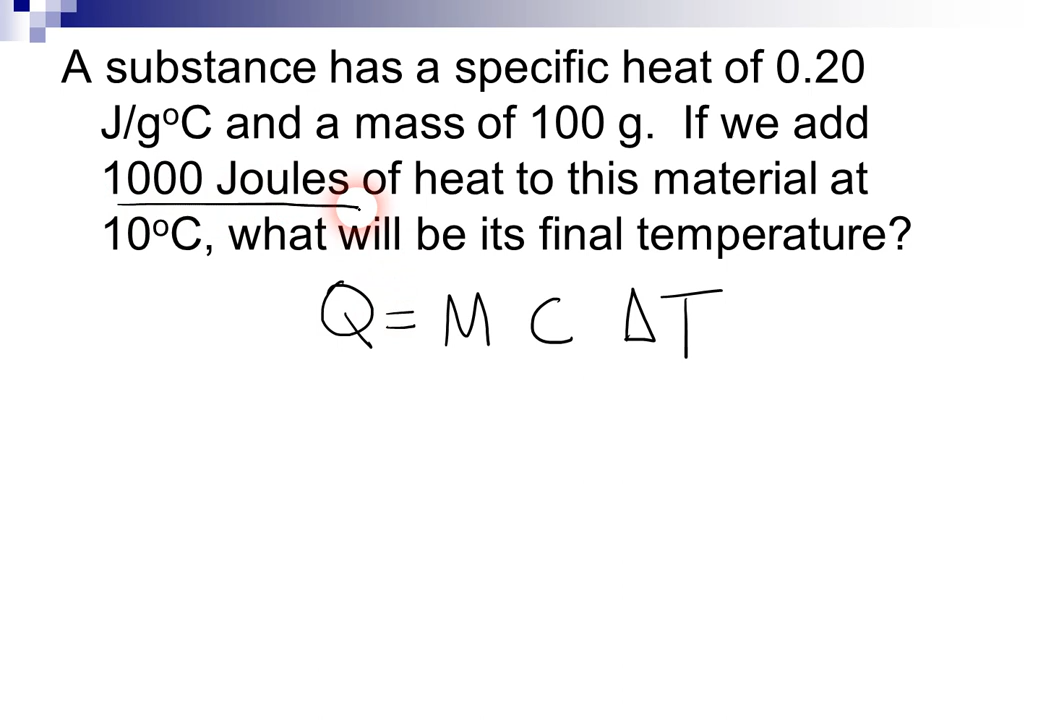 A substance has a specific heat of 0.20
J/g°C and a mass of 100 g. If we add
1000 Joules of heat to this material at
10°C, what will be its final temperature?
Q = M C Δ T